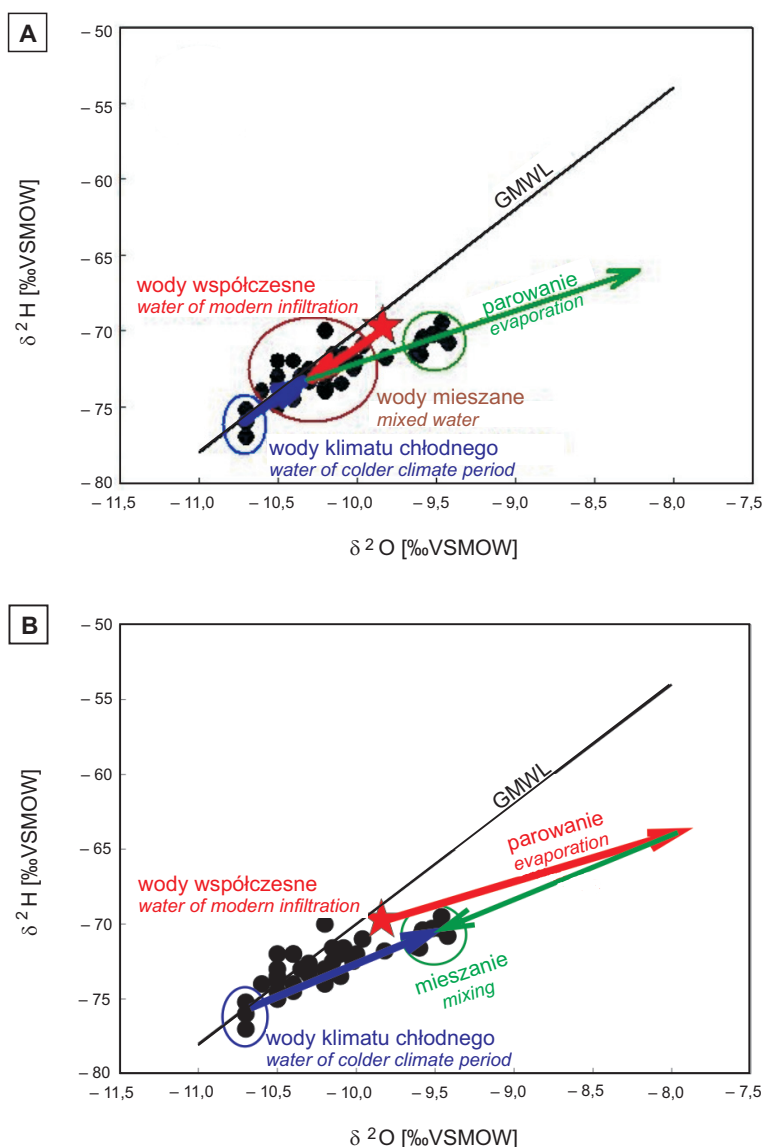 A
– 50
– 55
– 60
– 65
– 70
– 75
– 80
δ ² H [‰VSMOW]
GMWL
wody współczesne
water of modern infiltration
parowanie
evaporation
wody mieszane
mixed water
wody klimatu chłodnego
water of colder climate period
– 11,5 – 11,0 – 10,5 – 10,0 – 9,5 – 9,0 – 8,5 – 8,0 – 7,5
δ ² O [‰VSMOW]
B
– 50
– 55
– 60
– 65
– 70
– 75
– 80
δ ² H [‰VSMOW]
GMWL
parowanie
evaporation
wody współczesne
water of modern infiltration
mieszanie
mixing
wody klimatu chłodnego
water of colder climate period
– 11,5 – 11,0 – 10,5 – 10,0 – 9,5 – 9,0 – 8,5 – 8,0 – 7,5
δ ² O [‰VSMOW]